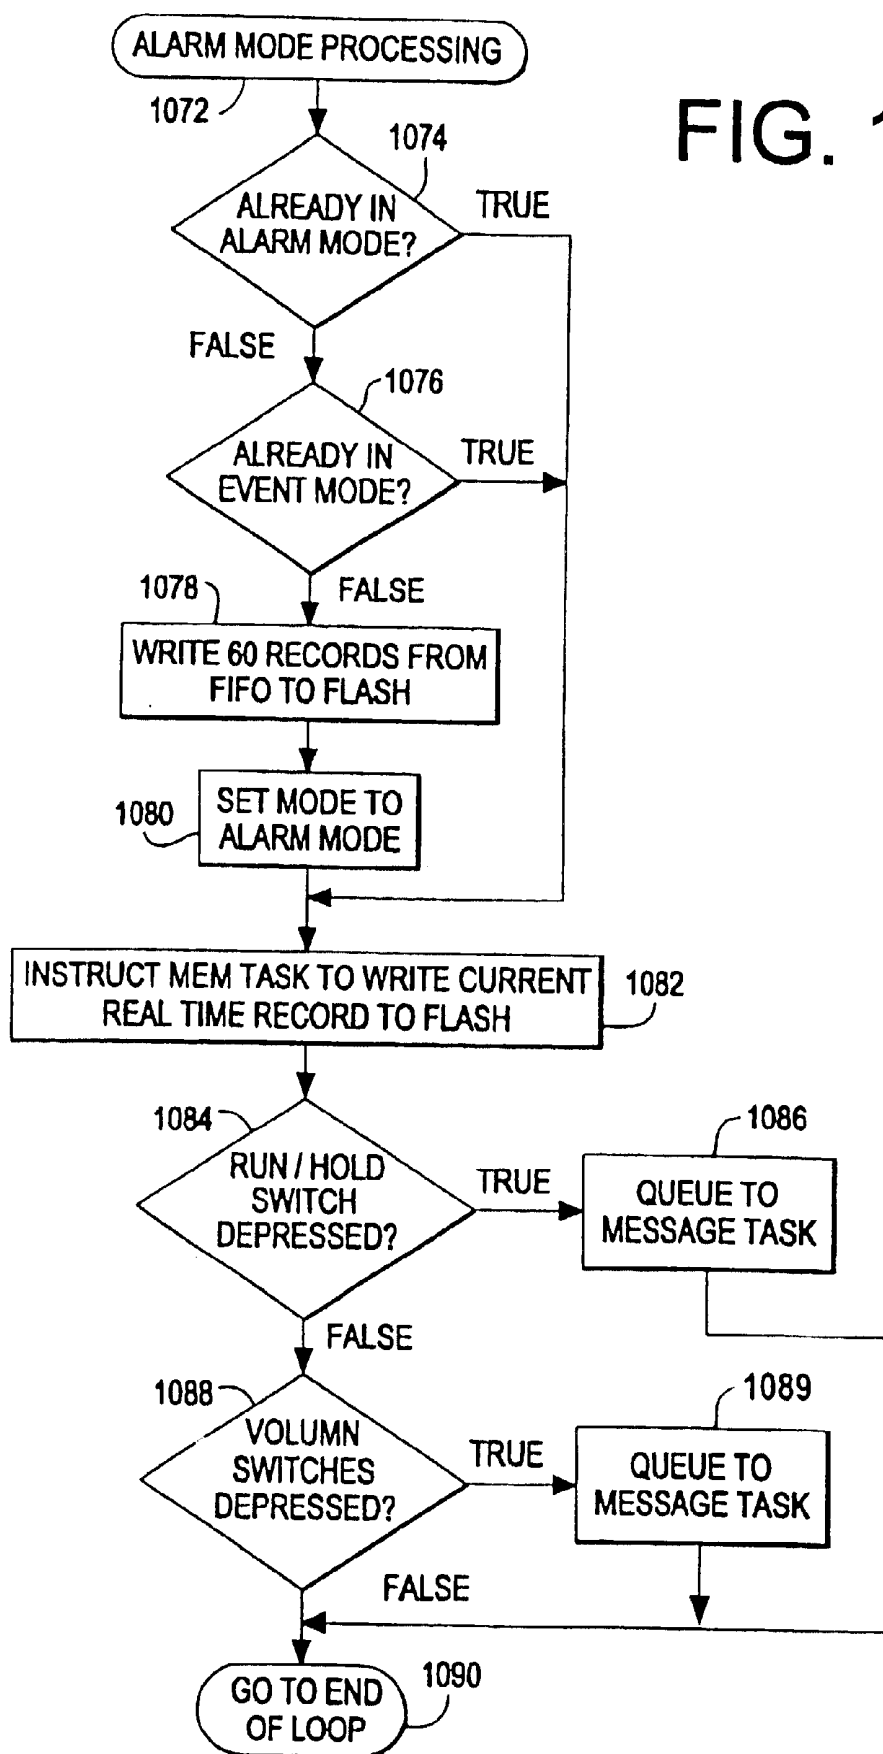 ALARM MODE PROCESSING
1072
FIG. 1
1074
ALREADY IN
ALARM MODE?
TRUE
FALSE
1076
ALREADY IN
EVENT MODE?
TRUE
1078
FALSE
WRITE 60 RECORDS FROM
FIFO TO FLASH
1080
SET MODE TO
ALARM MODE
INSTRUCT MEM TASK TO WRITE CURRENT
REAL TIME RECORD TO FLASH
1082
1084
RUN / HOLD
SWITCH
DEPRESSED?
TRUE
1086
QUEUE TO
MESSAGE TASK
FALSE
1088
VOLUMN
SWITCHES
DEPRESSED?
TRUE
1089
QUEUE TO
MESSAGE TASK
FALSE
GO TO END
OF LOOP
1090